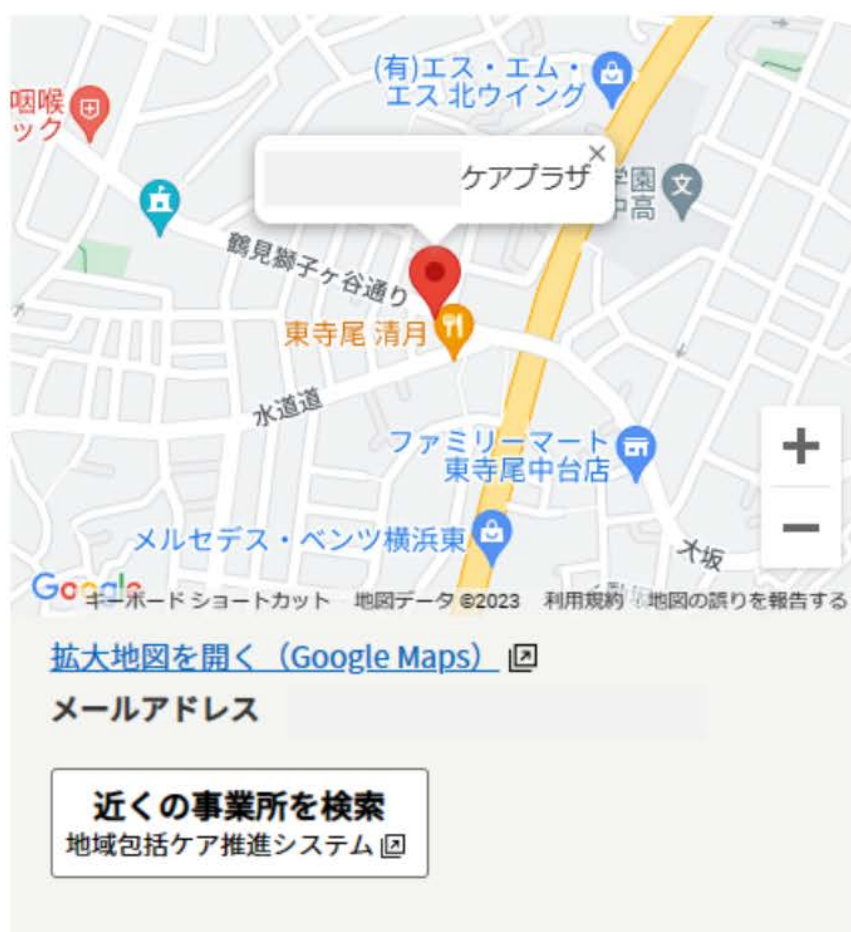 (有)エス・エム・
エス 北ウイング
咽喉
ック
ケアプラザ
学園
中高
鶴見獅子ヶ谷通り
東寺尾 清月
水道道
ファミリーマート
東寺尾中台店
メルセデス・ベンツ横浜東
大坂
Google
キーボード ショートカット 地図データ ©2023 利用規約 地図の誤りを報告する
拡大地図を開く（Google Maps）
メールアドレス
近くの事業所を検索
地域包括ケア推進システム